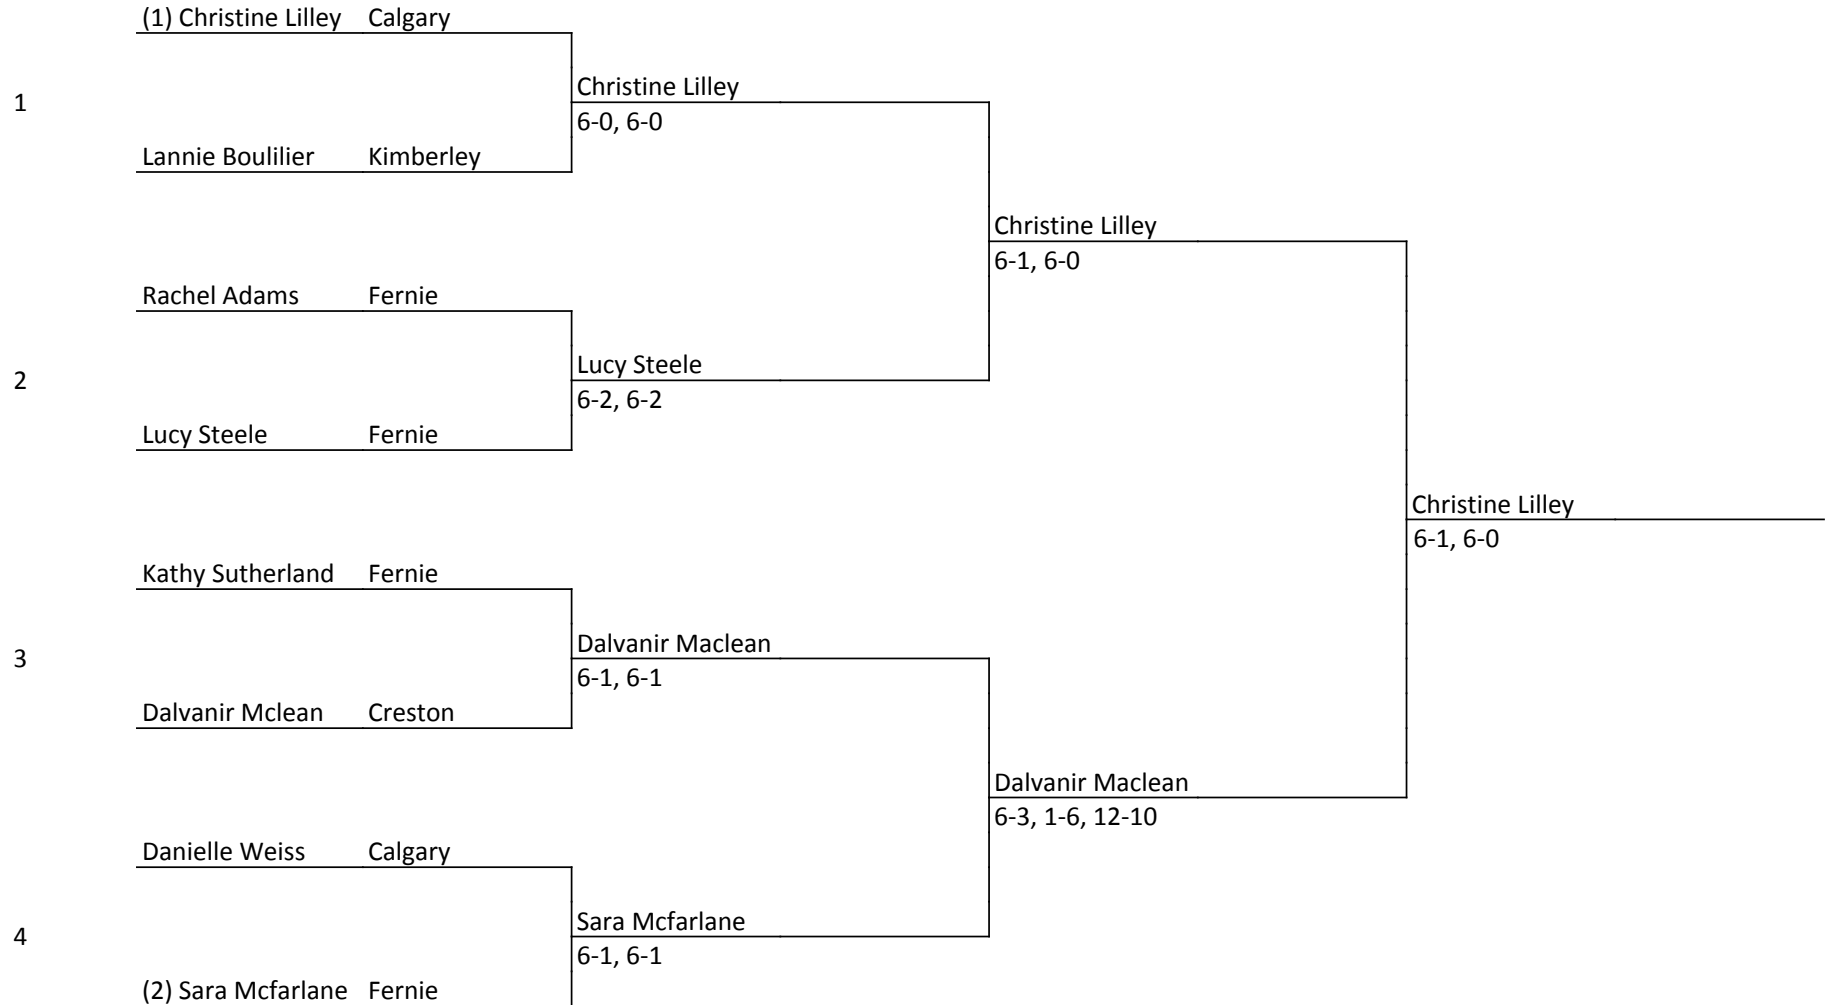 (1) Christine Lilley Calgary
Christine Lilley
1
6-0, 6-0
Lannie Boulilier Kimberley
Christine Lilley
6-1, 6-0
Rachel Adams Fernie
Lucy Steele
2
6-2, 6-2
Lucy Steele Fernie
Christine Lilley
6-1, 6-0
Kathy Sutherland Fernie
Dalvanir Maclean
3
6-1, 6-1
Dalvanir Mclean Creston
Dalvanir Maclean
6-3, 1-6, 12-10
Danielle Weiss Calgary
Sara Mcfarlane
4
6-1, 6-1
(2) Sara Mcfarlane Fernie